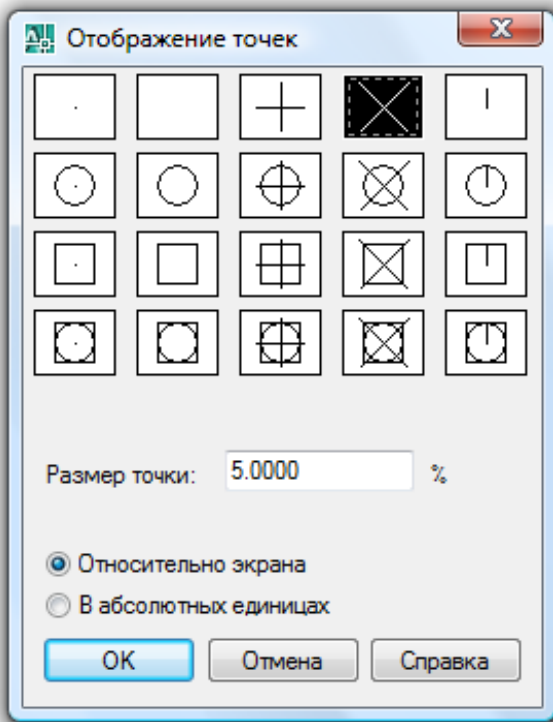 Отображение точек
Размер точки: 5.0000 %
Относительно экрана
В абсолютных единицах
OK Отмена Справка